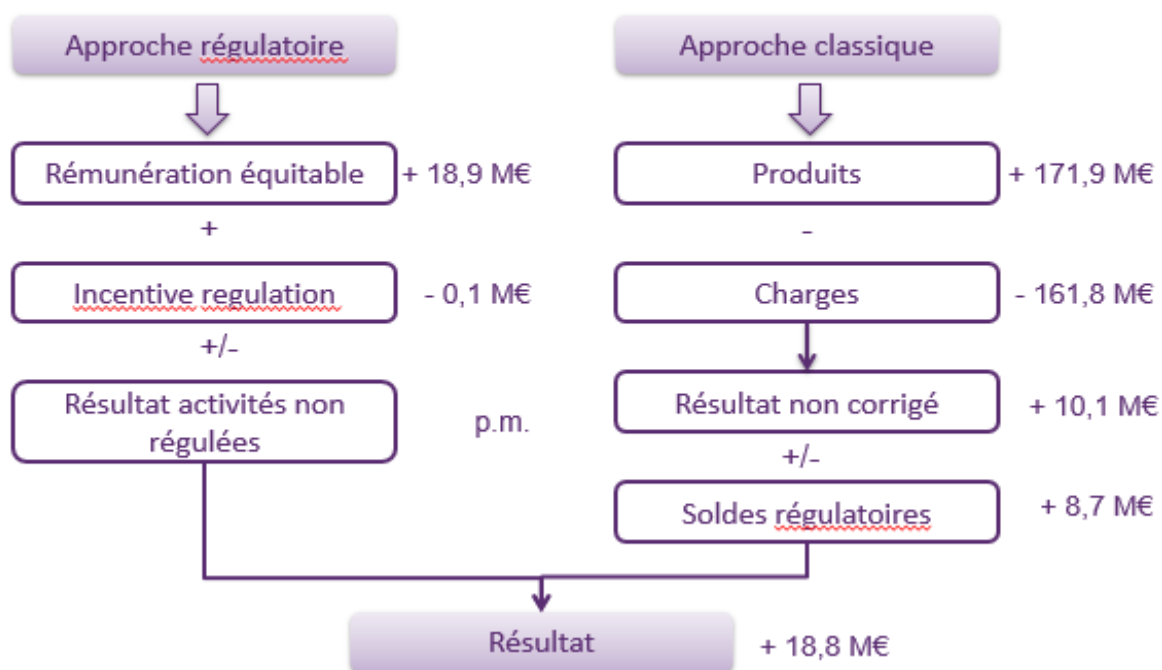 Approche régulatoire
Approche classique
Rémunération équitable
+ 18,9 M€
Produits
+ 171,9 M€
+
-
Incentive regulation
- 0,1 M€
Charges
- 161,8 M€
+/-
Résultat activités non
régulées
p.m.
Résultat non corrigé
+ 10,1 M€
+/-
Soldes régulatoires
+ 8,7 M€
Résultat
+ 18,8 M€